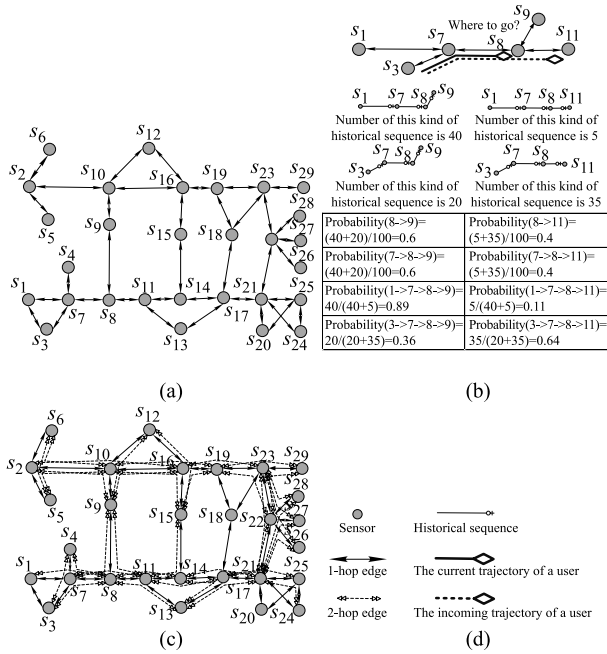 s6
s12
s2
s10
s16
s19
s23
s29
s28
s5
s9
s4
s15
s18
s27
s26
s1
s7
s8
s11
s14
s17
s21
s25
s3
s13
s20
s24
(a)
Where to go?
s9
s1
s7
s8
s11
s3
s1 s7 s8 s9
Number of this kind of
historical sequence is 40
s1 s7 s8 s11
Number of this kind of
historical sequence is 5
s3 s7 s8 s9
Number of this kind of
historical sequence is 20
s3 s7 s8 s11
Number of this kind of
historical sequence is 35
Probability(8->9)=
(40+20)/100=0.6
Probability(8->11)=
(5+35)/100=0.4
Probability(7->8->9)=
(40+20)/100=0.6
Probability(7->8->11)=
(5+35)/100=0.4
Probability(1->7->8->9)=
40/(40+5)=0.89
Probability(1->7->8->11)=
5/(40+5)=0.11
Probability(3->7->8->9)=
20/(20+35)=0.36
Probability(3->7->8->11)=
35/(20+35)=0.64
(b)
s6
s12
s2
s10
s16
s19
s23
s29
s28
s5
s9
s4
s15
s18
s22
27
26
s1
s7
s8
s11
s14
s17
s21
s25
s3
s13
s20
s24
(c)
Sensor
Historical sequence
1-hop edge
The current trajectory of a user
2-hop edge
The incoming trajectory of a user
(d)